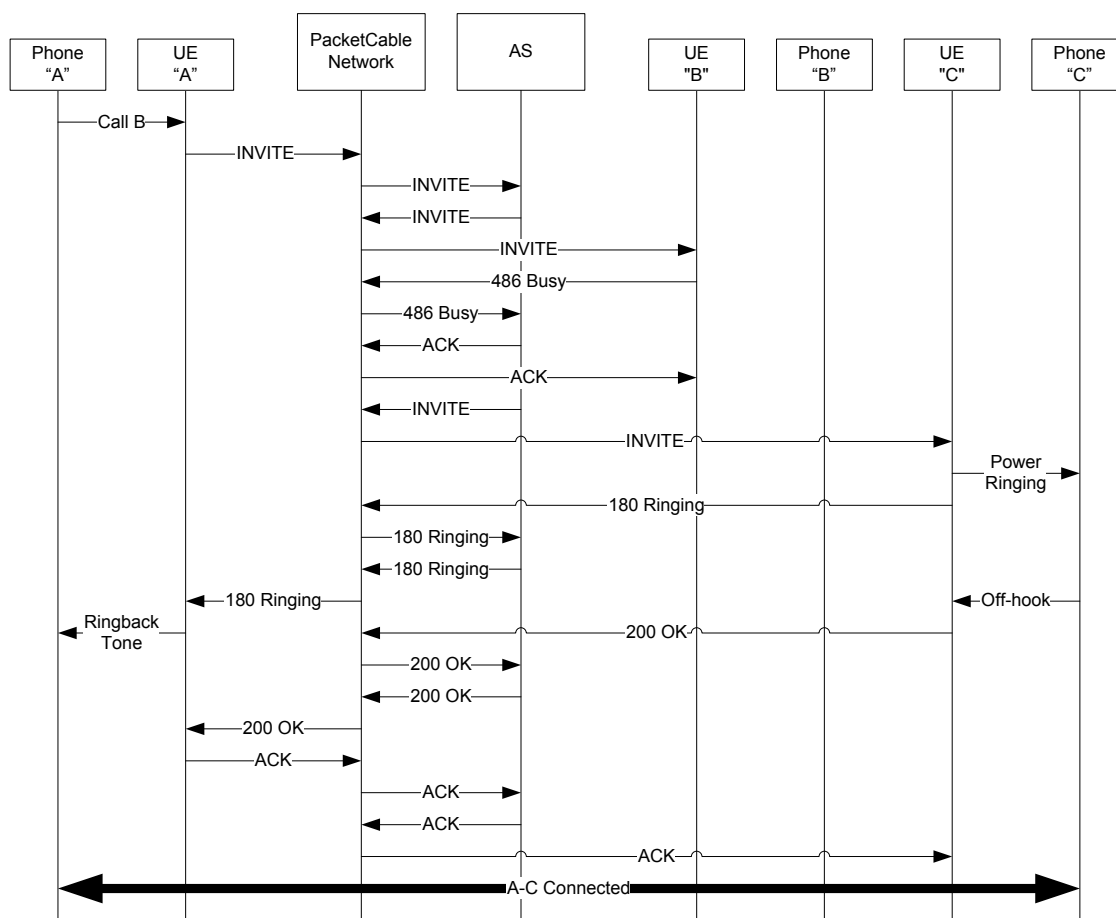 Phone
“A”
UE
“A”
PacketCable
Network
AS
UE
"B"
Phone
“B”
UE
"C"
Phone
“C”
Call B
INVITE
INVITE
INVITE
INVITE
486 Busy
486 Busy
ACK
ACK
INVITE
INVITE
Power
Ringing
180 Ringing
180 Ringing
180 Ringing
180 Ringing
Off-hook
Ringback
Tone
200 OK
200 OK
200 OK
200 OK
ACK
ACK
ACK
ACK
A-C Connected